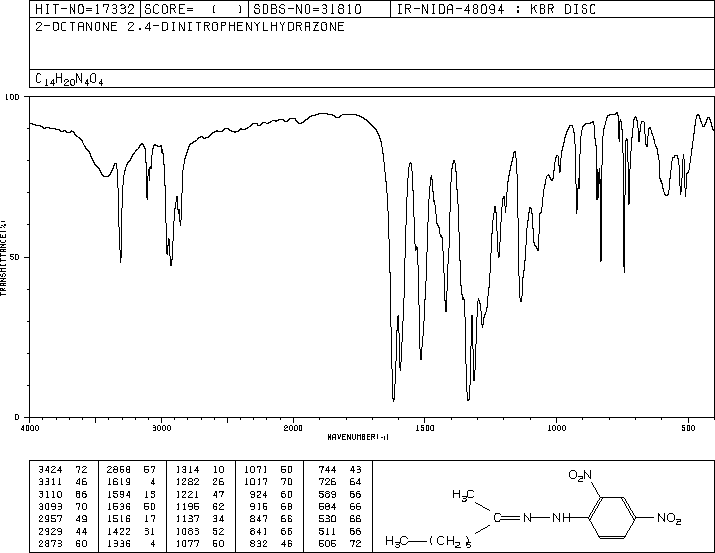 HIT-NO=17332 SCORE= ( ) SDBS-NO=31810 IR-NIDA-48094 : KBR DISC
2-OCTANONE 2.4-DINITROPHENYLHYDRAZONE
C14H20N4O4
100
50
0
TRANSMITTANCE(%)
4000 3000 2000 1500 1000 500
WAVENUMBER(-1)
3424 72 2868 57 1314 10 1071 50 744 43
3311 46 1619 4 1282 26 1017 70 726 64
3110 66 1594 15 1221 47 924 60 589 66
3093 70 1536 50 1196 62 916 68 584 66
2957 49 1516 17 1137 34 847 66 530 66
2929 44 1422 31 1083 52 841 66 511 66
2873 60 1336 4 1077 50 832 46 505 72
O2N
H3C
C=N-NH
NO2
H3C-(CH2)5